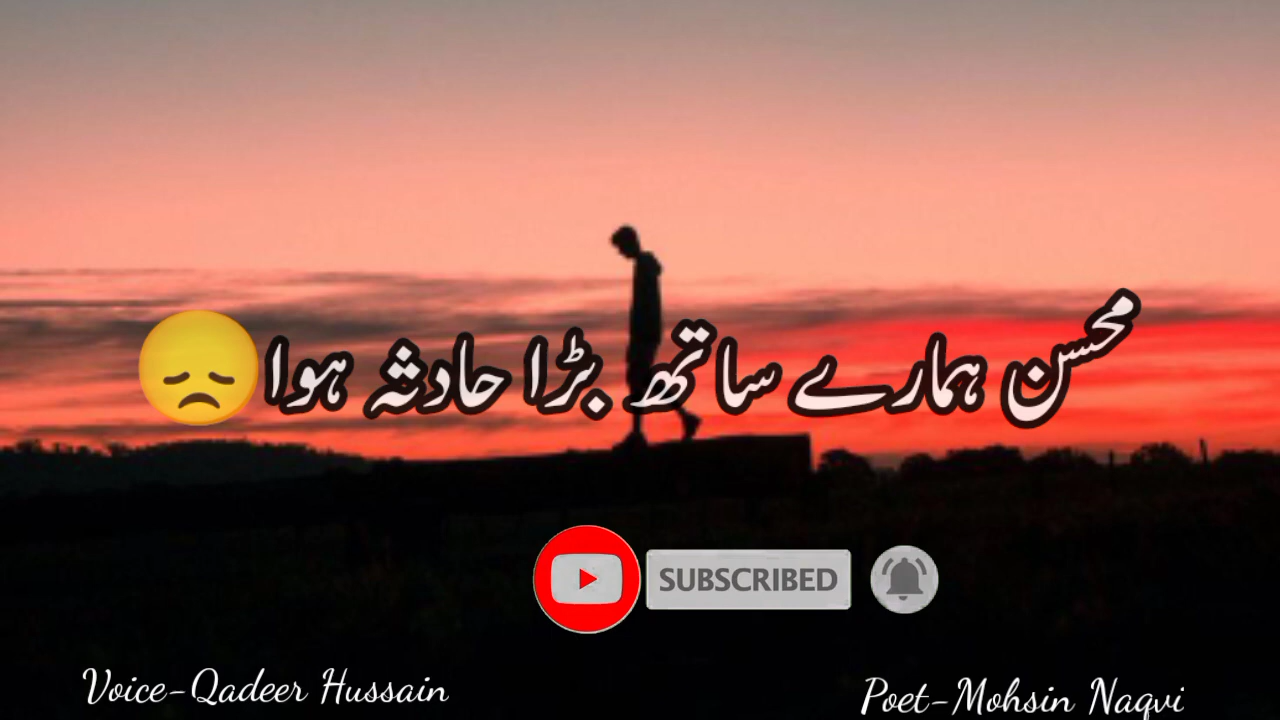 محسن ہمارے ساتھ بڑا حادثہ ہوا😞
SUBSCRIBED
Voice-Qadeer Hussain
Poet-Mohsin Naqvi